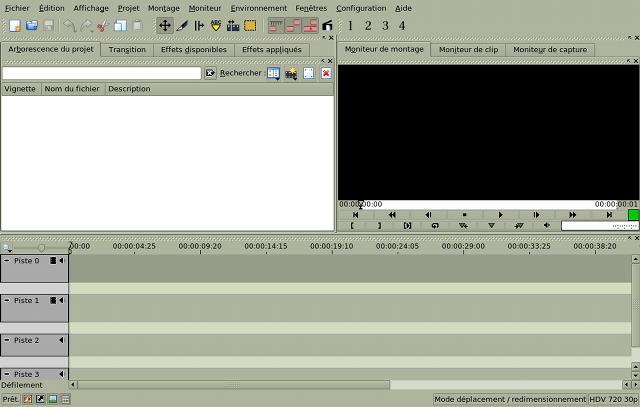 Fichier Édition Affichage Projet Montage Moniteur Environnement Fenêtres Configuration Aide
1 2 3 4
Arborescence du projet Transition Effets disponibles Effets appliqués
Moniteur de montage Moniteur de clip Moniteur de capture
Rechercher :
Vignette Nom du fichier Description
00:00:00:00 00:00:00:01
--:--:--:--
00:00 00:00:04:25 00:00:09:20 00:00:14:15 00:00:19:10 00:00:24:05 00:00:29:00 00:00:33:25 00:00:38:20
Piste 0
Piste 1
Piste 2
Piste 3
Défilement
Prêt. Mode déplacement / redimensionnement HDV 720 30p